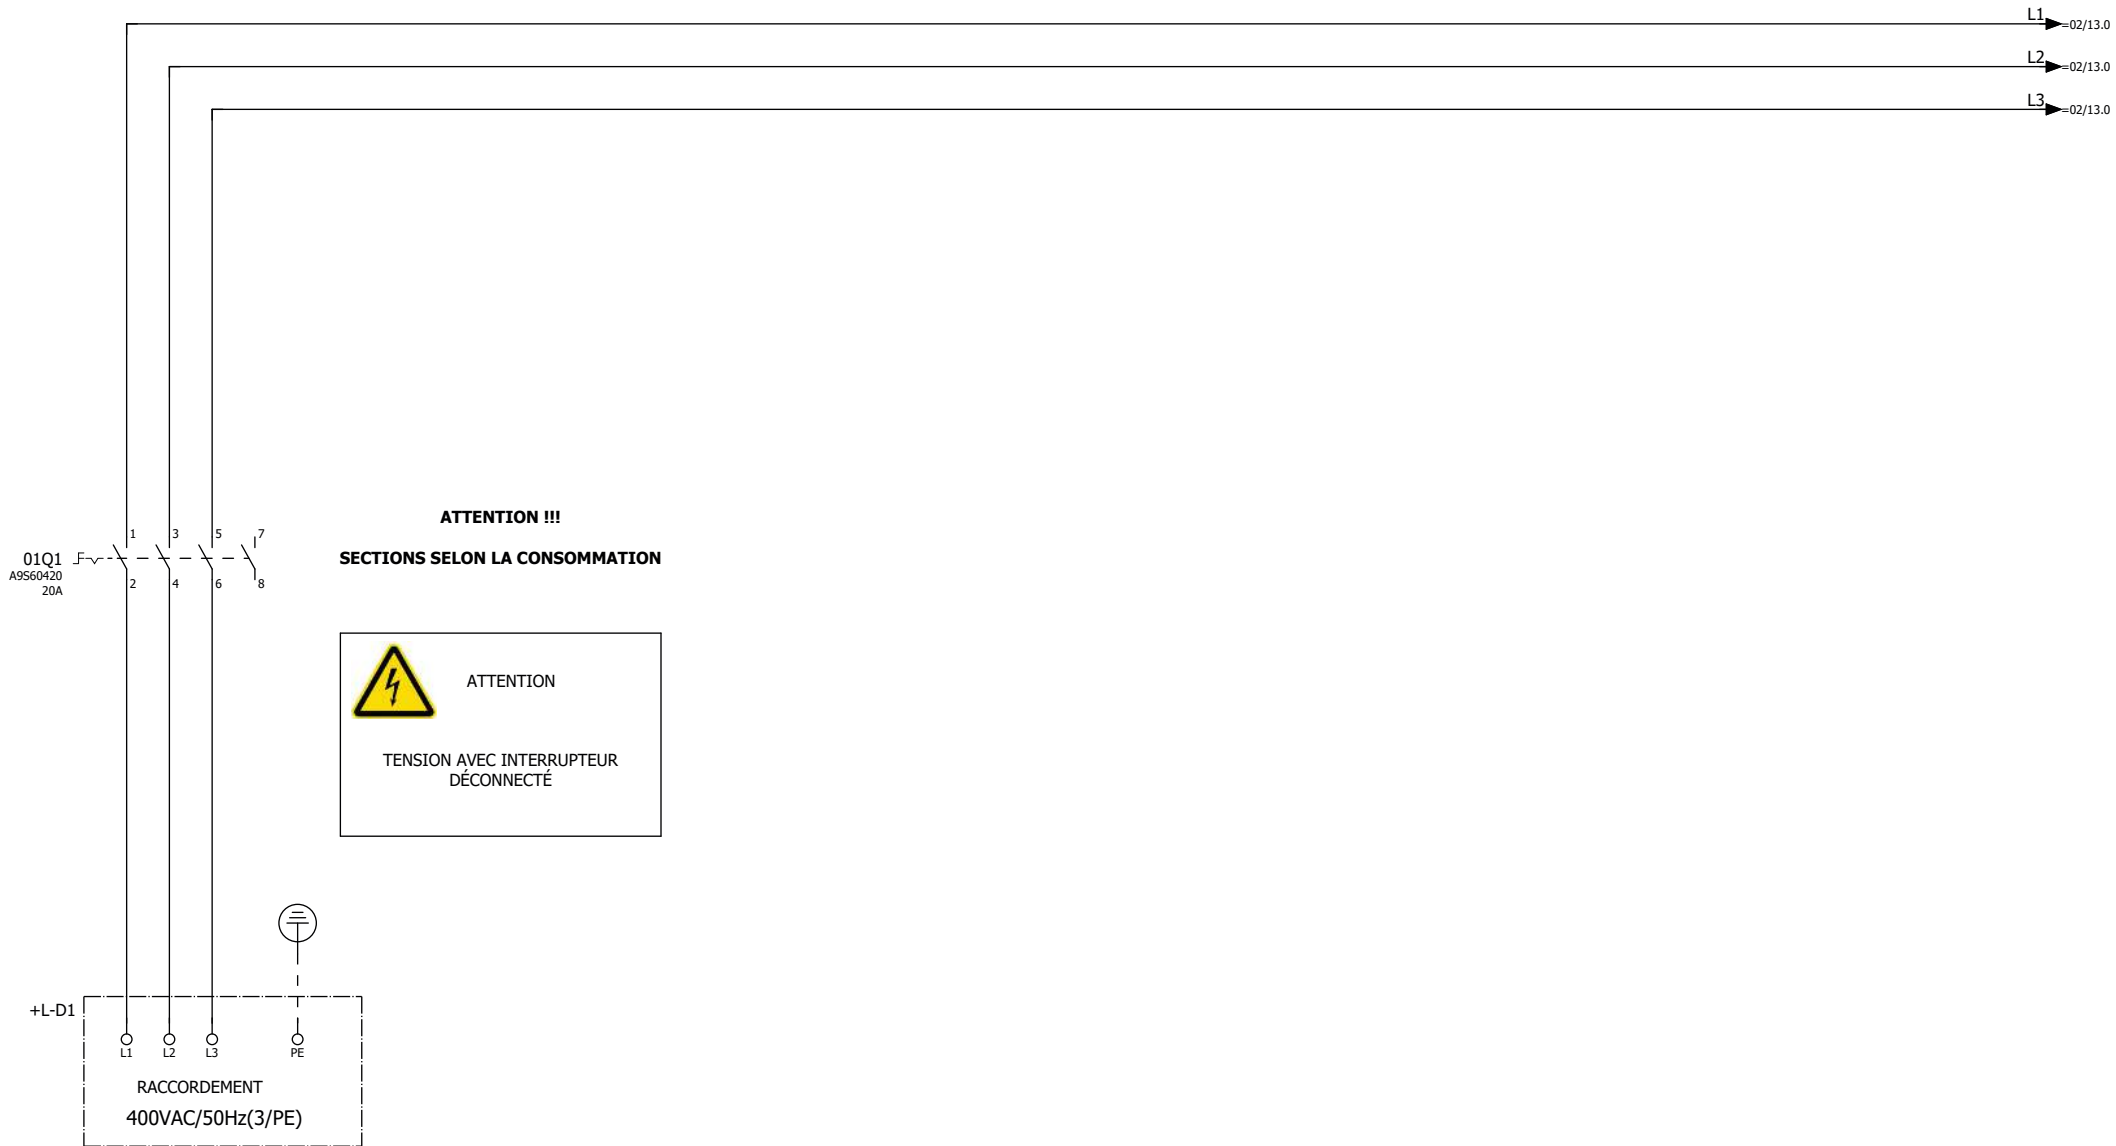 L1
=02/13.0
L2
=02/13.0
L3
=02/13.0
ATTENTION !!!
SECTIONS SELON LA CONSOMMATION
1 3 5 7
01Q1
A9S60420
20A
2 4 6 8
ATTENTION
TENSION AVEC INTERRUPTEUR
DÉCONNECTÉ
+L-D1
L1 L2 L3 PE
RACCORDEMENT
400VAC/50Hz(3/PE)